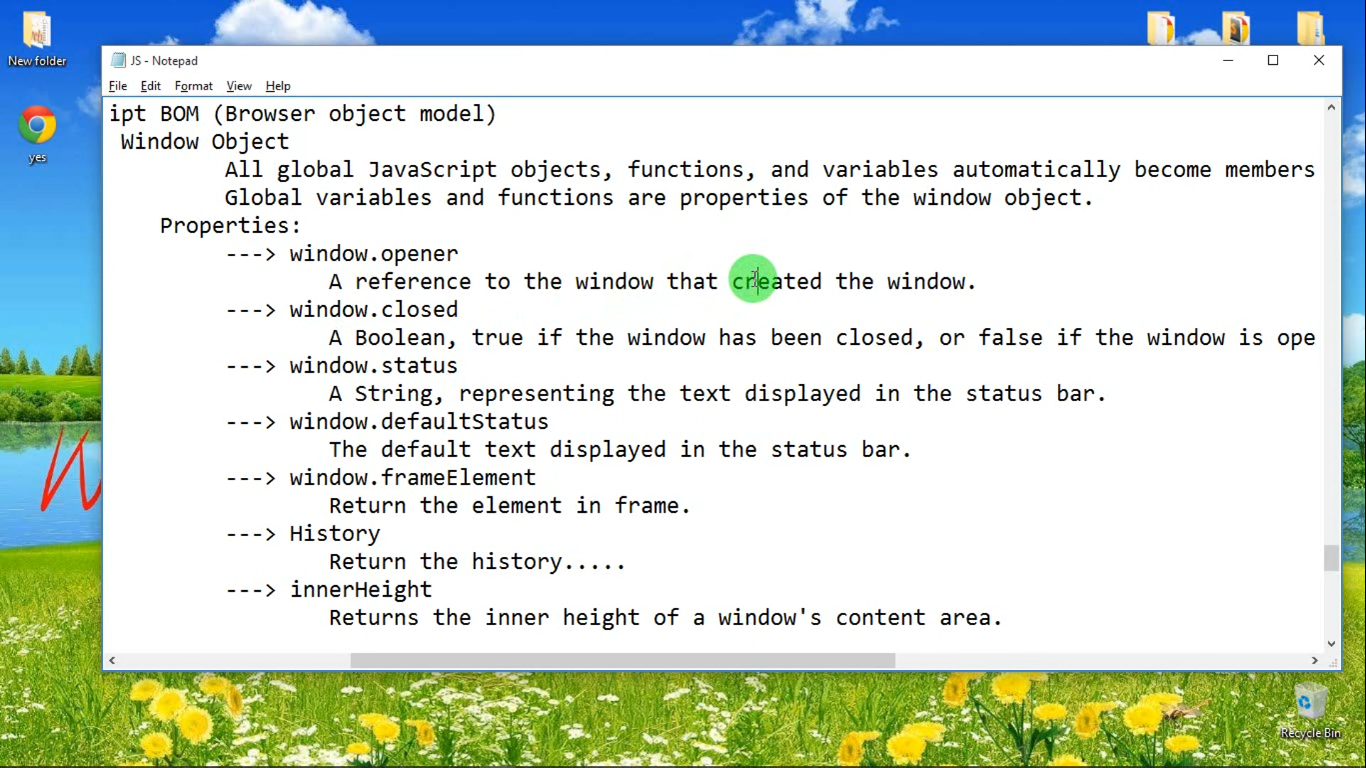 New folder
yes
JS - Notepad
File Edit Format View Help
ipt BOM (Browser object model)
Window Object
All global JavaScript objects, functions, and variables automatically become members
Global variables and functions are properties of the window object.
Properties:
---> window.opener
A reference to the window that created the window.
---> window.closed
A Boolean, true if the window has been closed, or false if the window is ope
---> window.status
A String, representing the text displayed in the status bar.
---> window.defaultStatus
The default text displayed in the status bar.
---> window.frameElement
Return the element in frame.
---> History
Return the history.....
---> innerHeight
Returns the inner height of a window's content area.
Recycle Bin